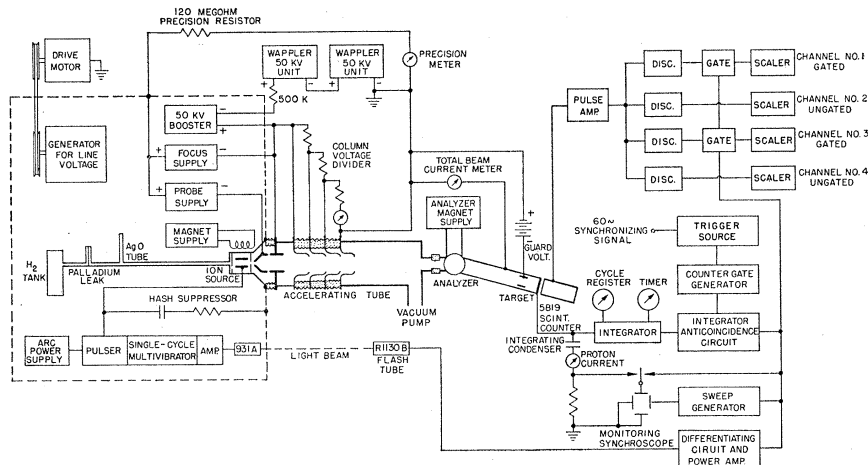 120 MEGOHM
PRECISION RESISTOR
DRIVE
MOTOR
WAPPLER
50 KV
UNIT
WAPPLER
50 KV
UNIT
PRECISION
METER
500 K
50 KV
BOOSTER
GENERATOR
FOR LINE
VOLTAGE
FOCUS
SUPPLY
PROBE
SUPPLY
COLUMN
VOLTAGE
DIVIDER
TOTAL BEAM
CURRENT METER
MAGNET
SUPPLY
ANALYZER
MAGNET
SUPPLY
GUARD
VOLT.
AgO
TUBE
H2
TANK
PALLADIUM
LEAK
ION
SOURCE
ACCELERATING TUBE
VACUUM
PUMP
ANALYZER
TARGET
5819
SCINT.
COUNTER
HASH SUPPRESSOR
ARC
POWER
SUPPLY
PULSER
SINGLE-CYCLE
MULTIVIBRATOR
AMP.
931A
LIGHT BEAM
R1130B
FLASH
TUBE
PULSE
AMP.
DISC.
GATE
SCALER
CHANNEL NO.1
GATED
DISC.
SCALER
CHANNEL NO.2
UNGATED
DISC.
GATE
SCALER
CHANNEL NO.3
GATED
DISC.
SCALER
CHANNEL NO.4
UNGATED
60~
SYNCHRONIZING
SIGNAL
TRIGGER
SOURCE
CYCLE
REGISTER
TIMER
COUNTER GATE
GENERATOR
INTEGRATOR
INTEGRATOR
ANTICOINCIDENCE
CIRCUIT
INTEGRATING
CONDENSER
PROTON
CURRENT
SWEEP
GENERATOR
MONITORING
SYNCHROSCOPE
DIFFERENTIATING
CIRUIT AND
POWER AMP.